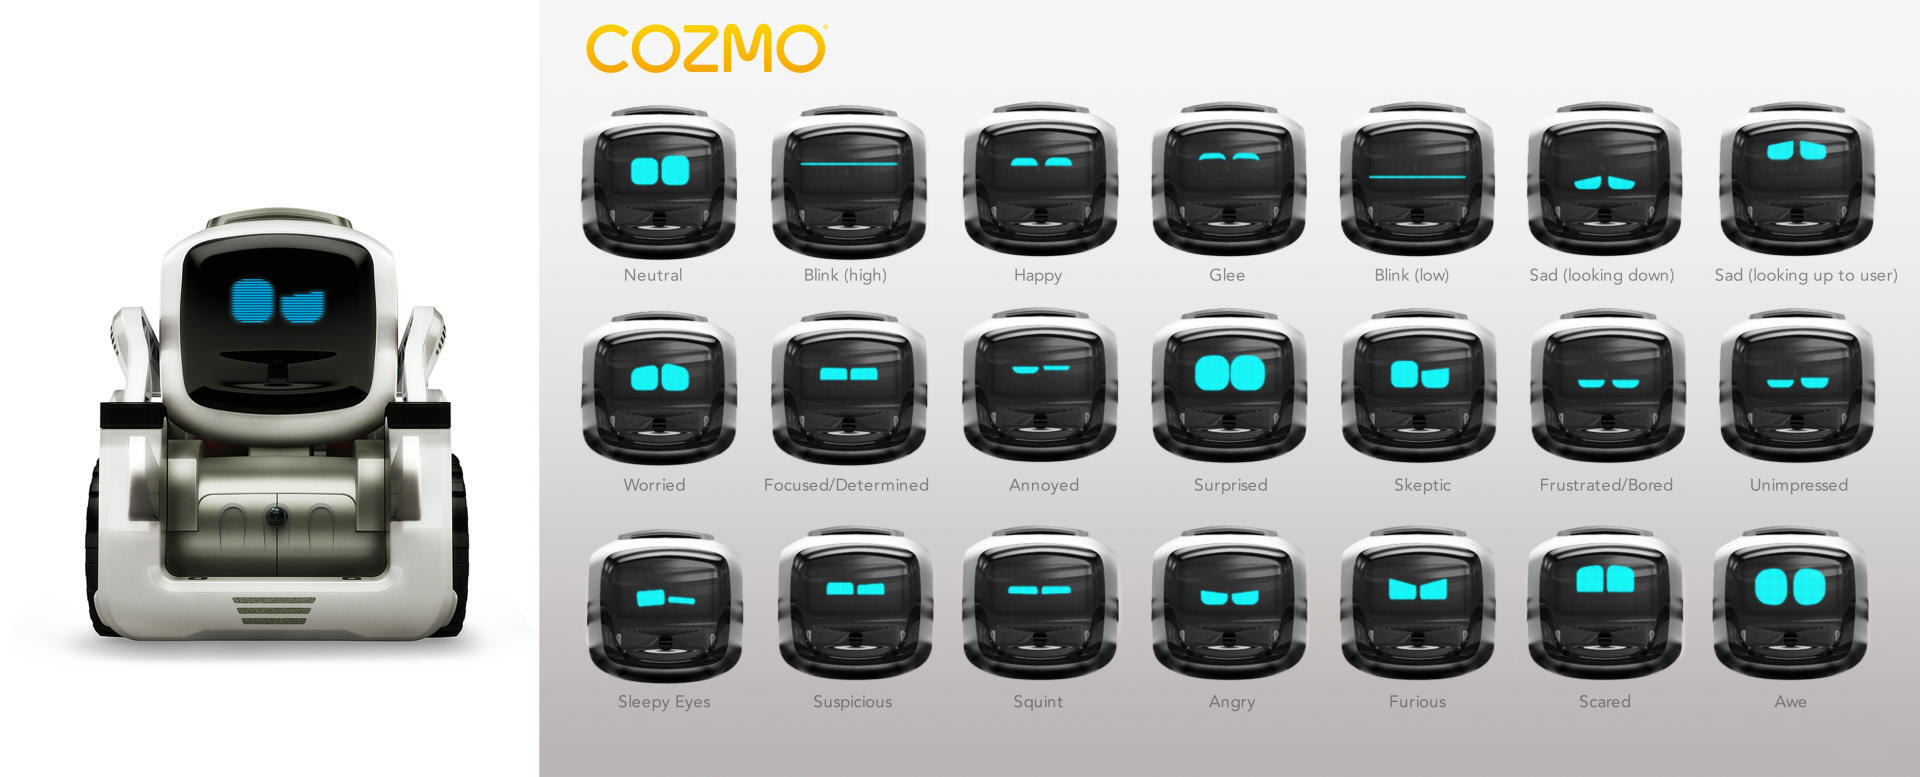 COZMO
Neutral
Blink (high)
Happy
Glee
Blink (low)
Sad (looking down)
Sad (looking up to user)
Worried
Focused/Determined
Annoyed
Surprised
Skeptic
Frustrated/Bored
Unimpressed
Sleepy Eyes
Suspicious
Squint
Angry
Furious
Scared
Awe